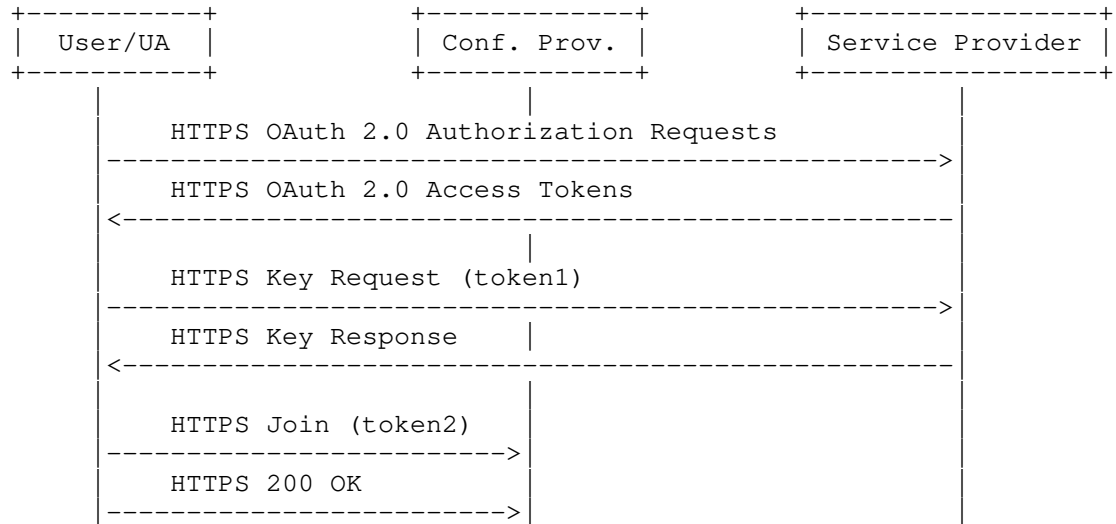 User/UA Conf. Prov. Service Provider
HTTPS OAuth 2.0 Authorization Requests
HTTPS OAuth 2.0 Access Tokens
HTTPS Key Request (token1)
HTTPS Key Response
HTTPS Join (token2)
HTTPS 200 OK